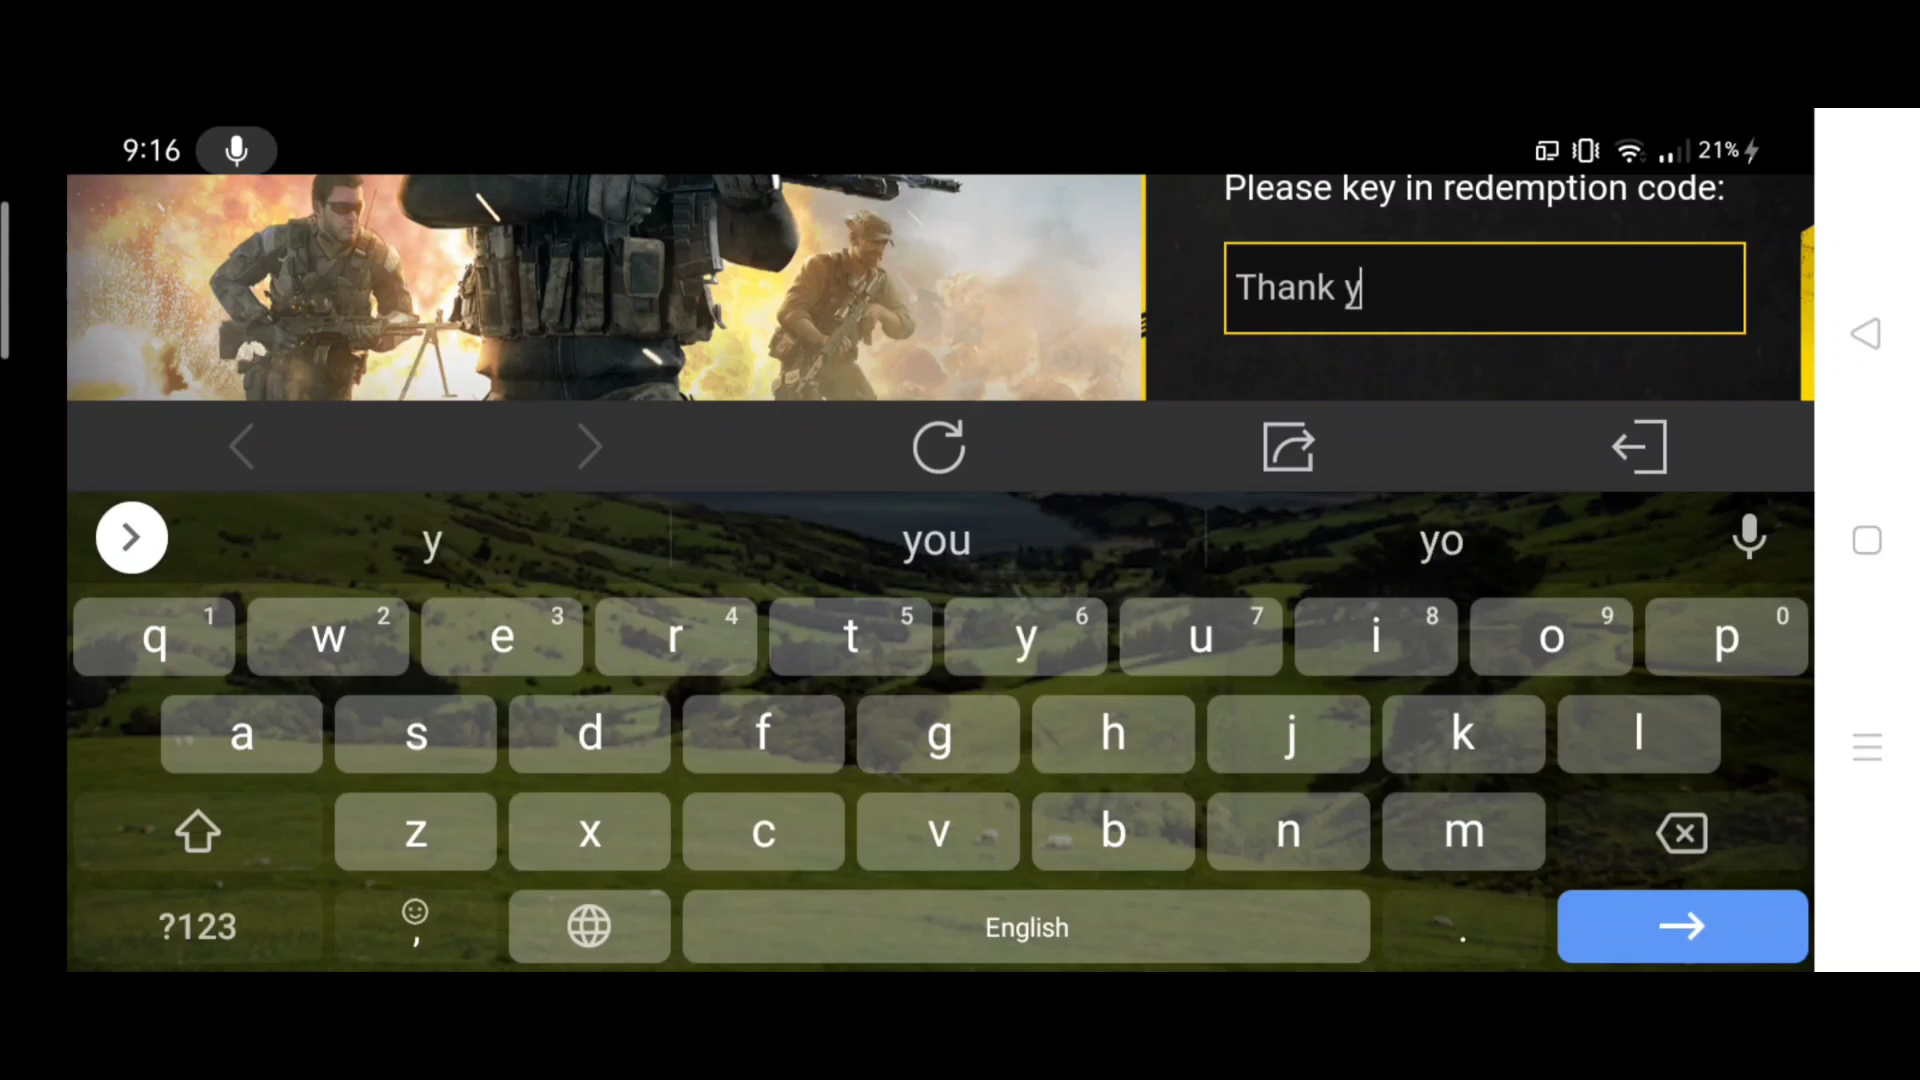 9:16
21%
Please key in redemption code:
Thank y
y you yo
q 1 w 2 e 3 r 4 t 5 y 6 u 7 i 8 o 9 p 0
a s d f g h j k l
z x c v b n m
?123 , English .